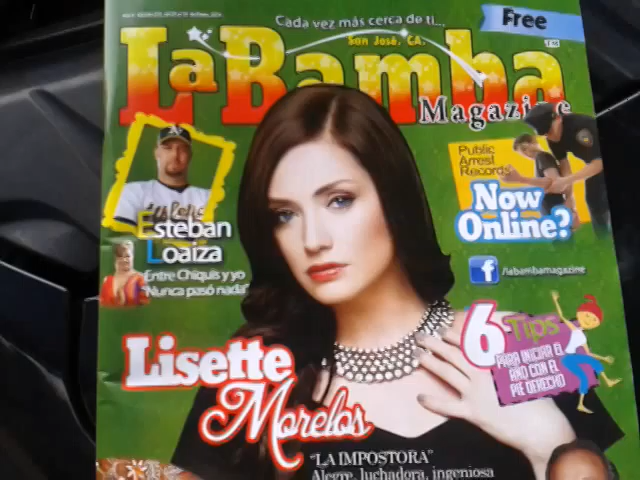 Cada vez más cerca de ti...
Free
San José, CA.
LaBamba
Magazine
Public
Arrest
Records
Now
Online?
Esteban
Loaiza
Entre Chiquis y yo
"Nunca pasó nada"
/labambamagazine
6 Tips
PARA INICIAR EL
AÑO CON EL
PIE DERECHO
Lisette
Morelos
"LA IMPOSTORA"
Alegre, luchadora, ingeniosa